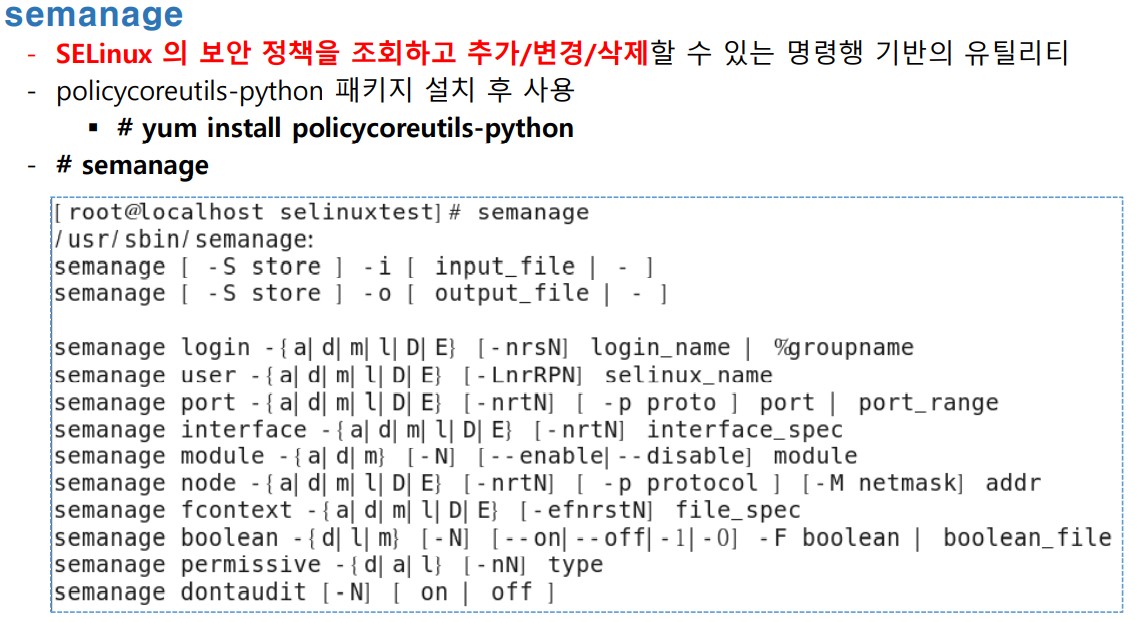 semanage
- SELinux 의 보안 정책을 조회하고 추가/변경/삭제할 수 있는 명령행 기반의 유틸리티
- policycoreutils-python 패키지 설치 후 사용
▪ # yum install policycoreutils-python
- # semanage
[root@localhost selinuxtest]# semanage
/usr/sbin/semanage:
semanage [ -S store ] -i [ input_file | - ]
semanage [ -S store ] -o [ output_file | - ]
semanage login -{a|d|m|l|D|E} [-nrsN] login_name | %groupname
semanage user -{a|d|m|l|D|E} [-LnrRPN] selinux_name
semanage port -{a|d|m|l|D|E} [-nrtN] [ -p proto ] port | port_range
semanage interface -{a|d|m|l|D|E} [-nrtN] interface_spec
semanage module -{a|d|m} [-N] [--enable|--disable] module
semanage node -{a|d|m|l|D|E} [-nrtN] [ -p protocol ] [-M netmask] addr
semanage fcontext -{a|d|m|l|D|E} [-efnrstN] file_spec
semanage boolean -{d|l|m} [-N] [--on|--off|-1|-0] -F boolean | boolean_file
semanage permissive -{d|a|l} [-nN] type
semanage dontaudit [-N] [ on | off ]